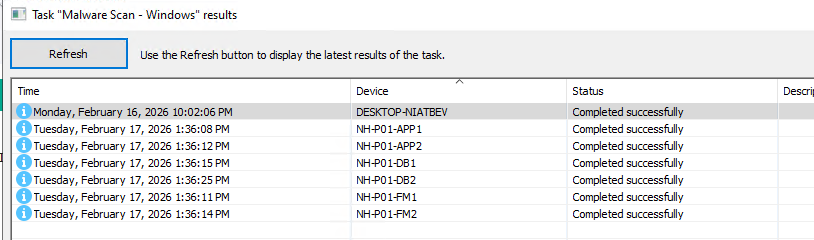 Task "Malware Scan - Windows" results
Refresh
Use the Refresh button to display the latest results of the task.
Time Device Status Descrip
Monday, February 16, 2026 10:02:06 PM DESKTOP-NIATBEV Completed successfully
Tuesday, February 17, 2026 1:36:08 PM NH-P01-APP1 Completed successfully
Tuesday, February 17, 2026 1:36:12 PM NH-P01-APP2 Completed successfully
Tuesday, February 17, 2026 1:36:15 PM NH-P01-DB1 Completed successfully
Tuesday, February 17, 2026 1:36:25 PM NH-P01-DB2 Completed successfully
Tuesday, February 17, 2026 1:36:11 PM NH-P01-FM1 Completed successfully
Tuesday, February 17, 2026 1:36:14 PM NH-P01-FM2 Completed successfully